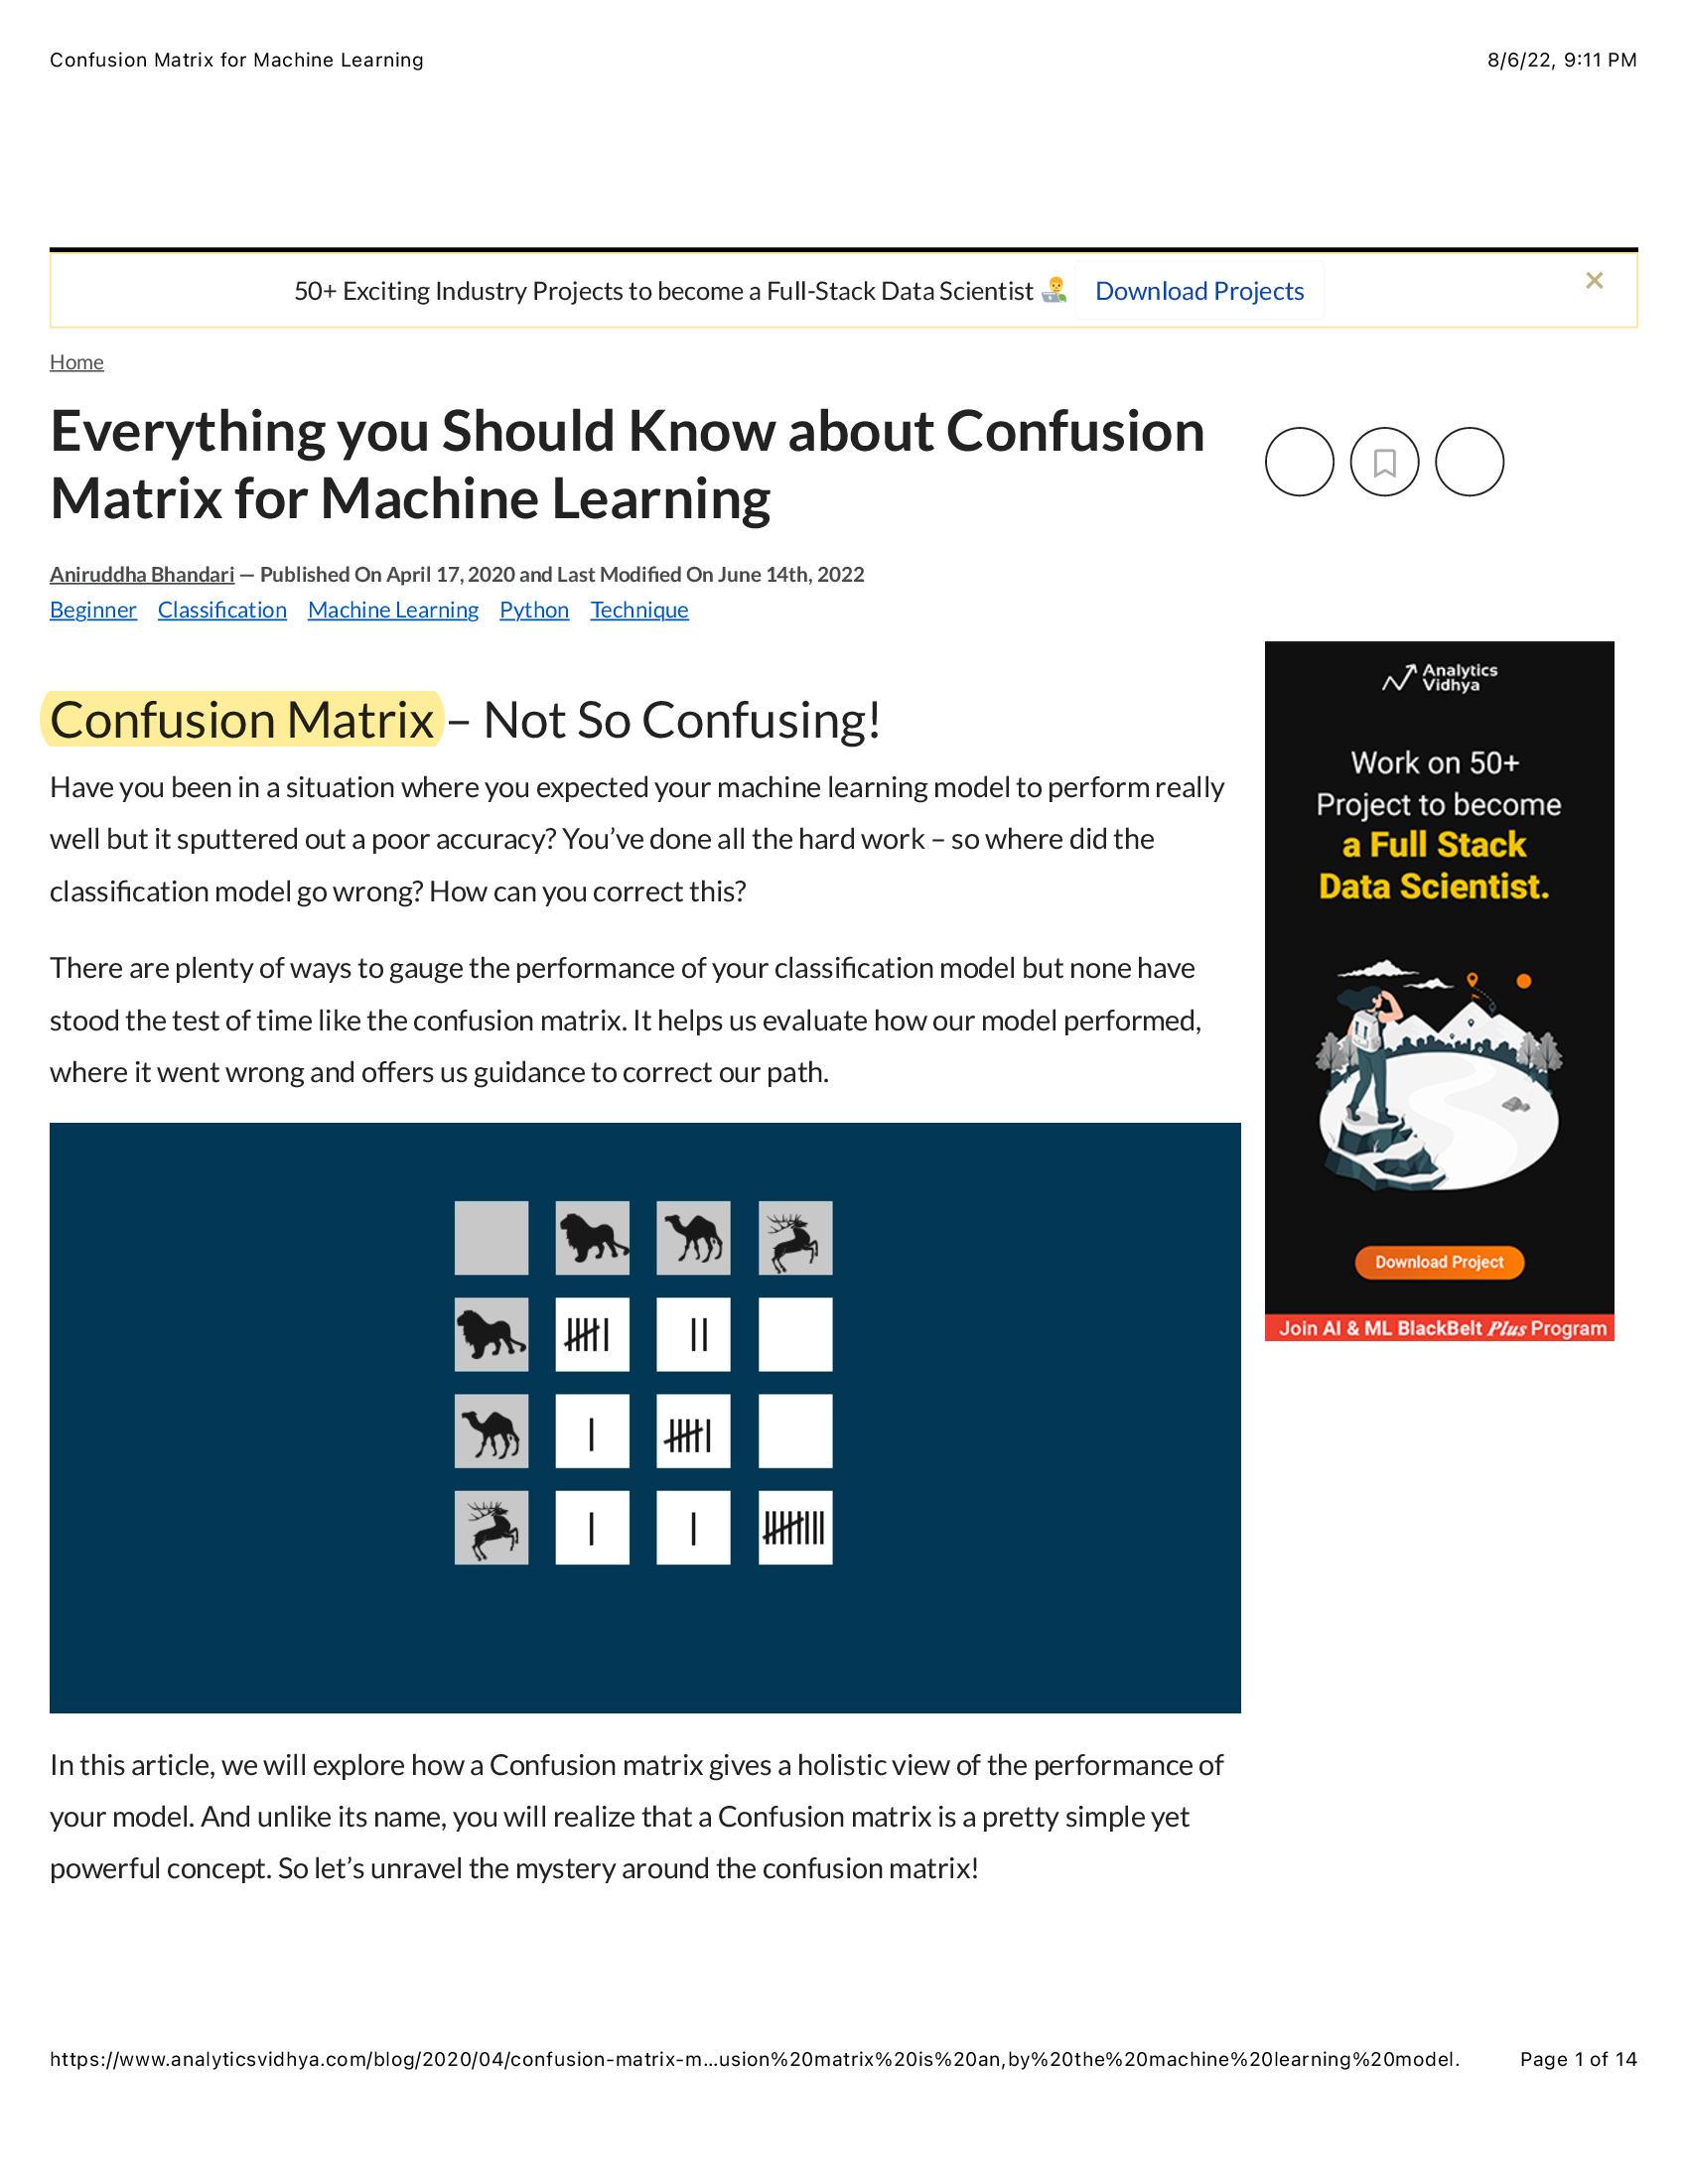 Confusion Matrix for Machine Learning
8/6/22, 9:11 PM
50+ Exciting Industry Projects to become a Full-Stack Data Scientist 👨‍💻 Download Projects ×
Home
Everything you Should Know about Confusion
Matrix for Machine Learning
Aniruddha Bhandari — Published On April 17, 2020 and Last Modified On June 14th, 2022
Beginner Classification Machine Learning Python Technique
Confusion Matrix – Not So Confusing!
Have you been in a situation where you expected your machine learning model to perform really
well but it sputtered out a poor accuracy? You’ve done all the hard work – so where did the
classification model go wrong? How can you correct this?
There are plenty of ways to gauge the performance of your classification model but none have
stood the test of time like the confusion matrix. It helps us evaluate how our model performed,
where it went wrong and offers us guidance to correct our path.
In this article, we will explore how a Confusion matrix gives a holistic view of the performance of
your model. And unlike its name, you will realize that a Confusion matrix is a pretty simple yet
powerful concept. So let’s unravel the mystery around the confusion matrix!
Analytics
Vidhya
Work on 50+
Project to become
a Full Stack
Data Scientist.
Download Project
Join AI & ML BlackBelt Plus Program
https://www.analyticsvidhya.com/blog/2020/04/confusion-matrix-m…usion%20matrix%20is%20an,by%20the%20machine%20learning%20model.
Page 1 of 14